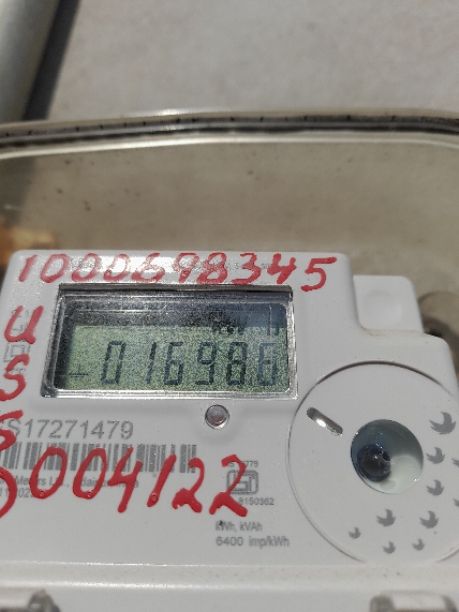 1000698345
U
S
S
016986
S17271479
004122
kWh, kVAh
6400 imp/kWh